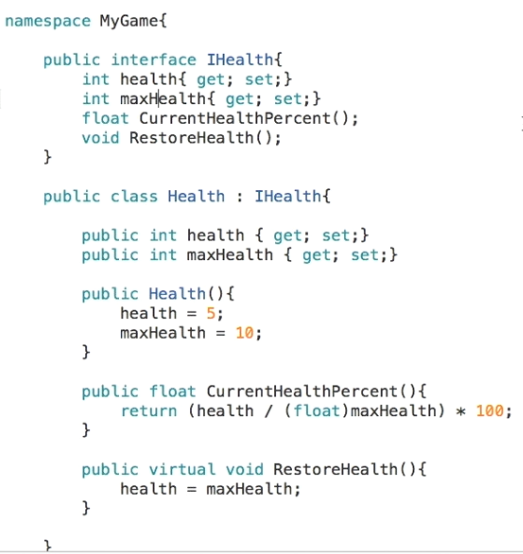 namespace MyGame{
public interface IHealth{
int health{ get; set;}
int maxHealth{ get; set;}
float CurrentHealthPercent();
void RestoreHealth();
}
public class Health : IHealth{
public int health { get; set;}
public int maxHealth { get; set;}
public Health(){
health = 5;
maxHealth = 10;
}
public float CurrentHealthPercent(){
return (health / (float)maxHealth) * 100;
}
public virtual void RestoreHealth(){
health = maxHealth;
}
}